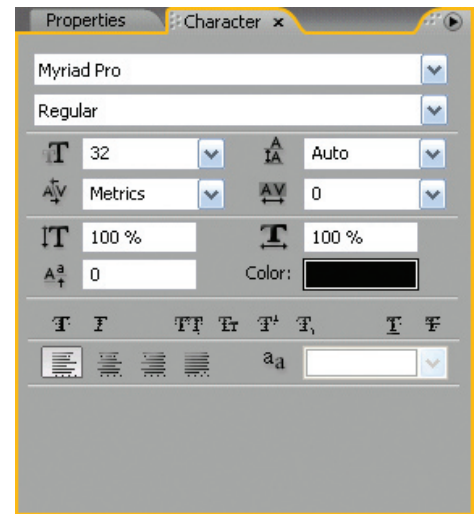 Properties Character ×
Myriad Pro
Regular
32 Auto
Metrics 0
100 % 100 %
0 Color: